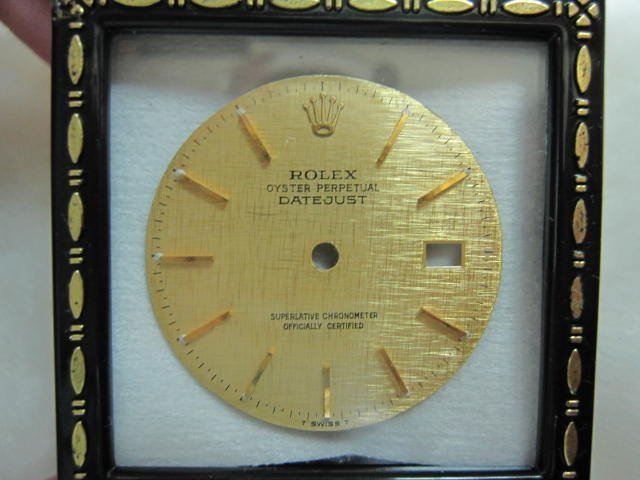 ROLEX
OYSTER PERPETUAL
DATEJUST
SUPERLATIVE CHRONOMETER
OFFICIALLY CERTIFIED
T SWISS T